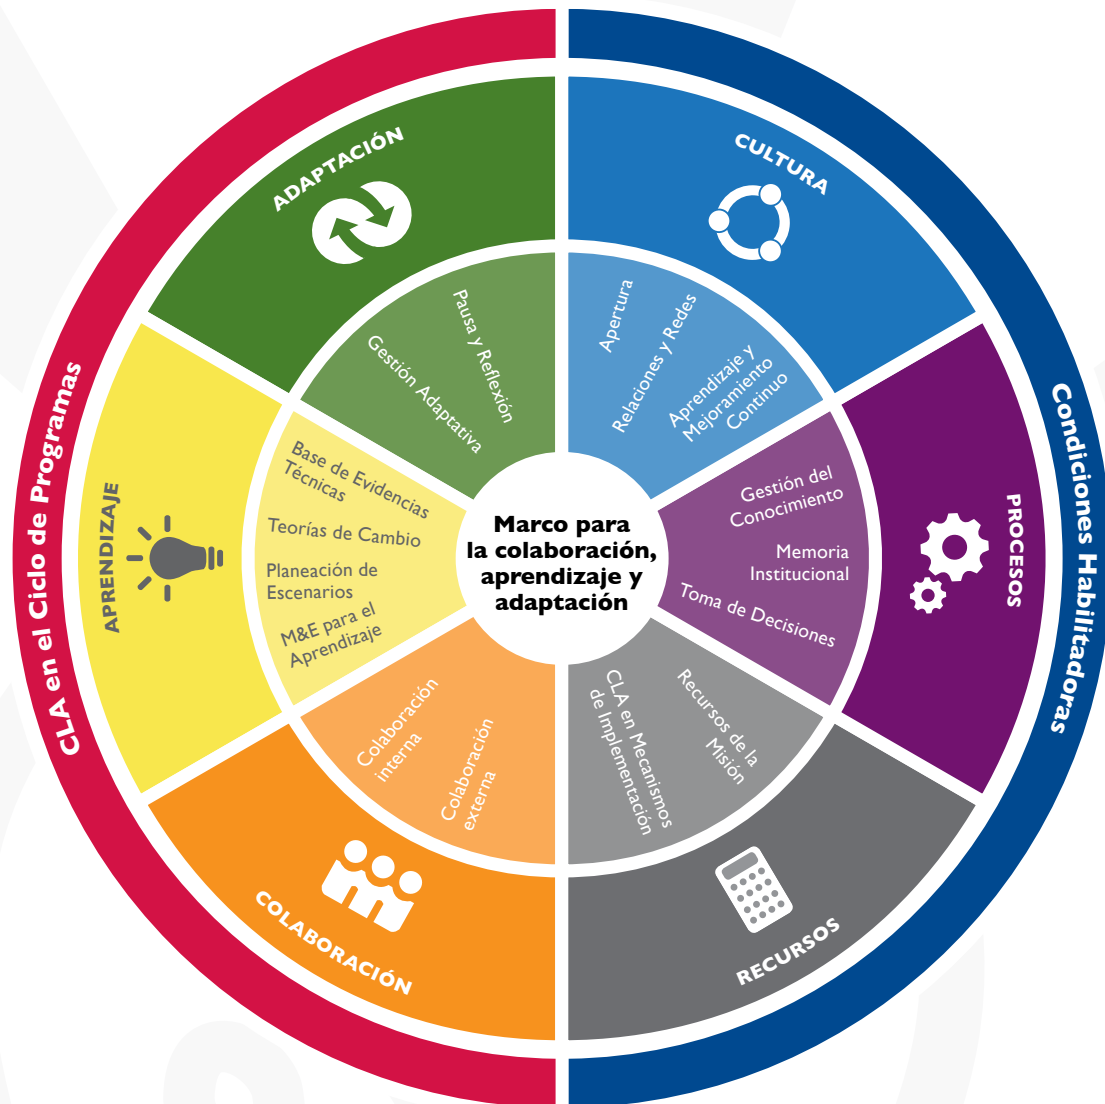 CLA en el Ciclo de Programas
Condiciones Habilitadoras
ADAPTACIÓN
Pausa y Reflexión
Gestión Adaptativa
CULTURA
Apertura
Relaciones y Redes
Aprendizaje y
Mejoramiento
Continuo
APRENDIZAJE
Base de Evidencias
Técnicas
Teorías de Cambio
Planeación de
Escenarios
M&E para el
Aprendizaje
Marco para
la colaboración,
aprendizaje y
adaptación
PROCESOS
Gestión del
Conocimiento
Memoria
Institucional
Toma de Decisiones
COLABORACIÓN
Colaboración
interna
Colaboración
externa
RECURSOS
CLA en Mecanismos
de Implementación
Recursos de la
Misión